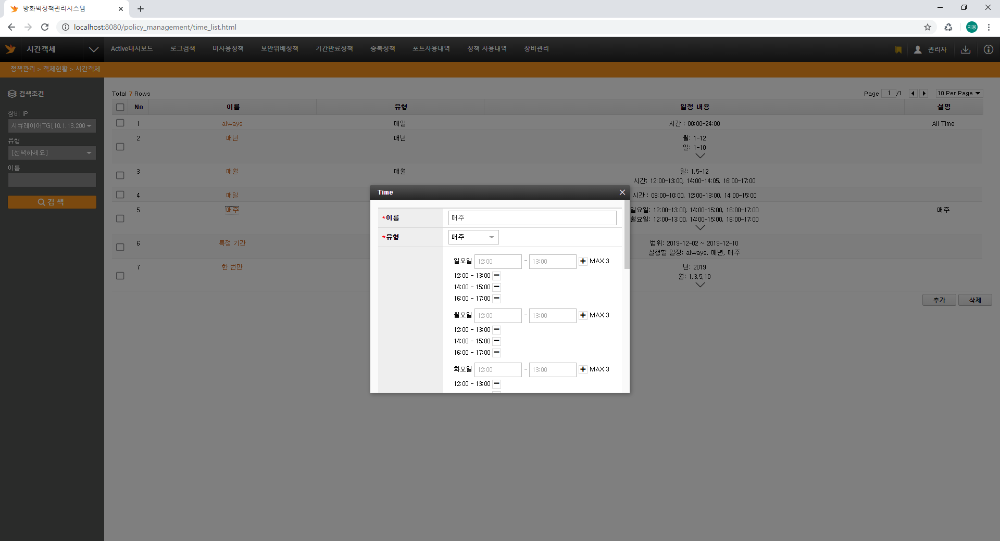 방화벽정책관리시스템
localhost:8080/policy_management/time_list.html
지웅
시간객체 Active대시보드 로그검색 미사용정책 보안위배정책 기간만료정책 중복정책 포트사용내역 정책 사용내역 장비관리 관리자
정책관리 > 객체현황 > 시간객체
검색조건
장비 IP
시큐레이어TG[10.1.13.200
유형
[선택하세요]
이름
검 색
Total 7 Rows
Page 1 /1 10 Per Page
No 이름 유형 일정 내용 설명
1 always 매일 시간 : 00:00-24:00 All Time
2 매년 매년 월: 1-12
일: 1-10
3 매월 매월 일: 1,5-12
시간: 12:00-13:00, 14:00-14:05, 16:00-17:00
4 매일 시간 : 09:00-10:00, 12:00-13:00, 14:00-15:00
5 매주 일요일: 12:00-13:00, 14:00-15:00, 16:00-17:00 매주
월요일: 12:00-13:00, 14:00-15:00, 16:00-17:00
6 특정 기간 범위: 2019-12-02 ~ 2019-12-10
실행할 일정: always, 매년, 매주
7 한 번만 년: 2019
월: 1,3,5,10
추가 삭제
Time
*이름 매주
*유형 매주
일요일 12:00 - 13:00 MAX 3
12:00 - 13:00
14:00 - 15:00
16:00 - 17:00
월요일 12:00 - 13:00 MAX 3
12:00 - 13:00
14:00 - 15:00
16:00 - 17:00
화요일 12:00 - 13:00 MAX 3
12:00 - 13:00